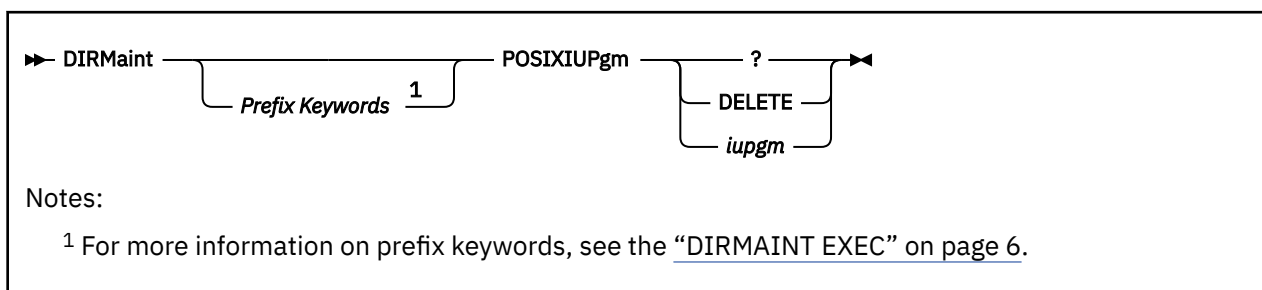 DIRMaint POSIXIUPgm ?
Prefix Keywords 1 DELETE
iupgm
Notes:
1 For more information on prefix keywords, see the “DIRMAINT EXEC” on page 6.